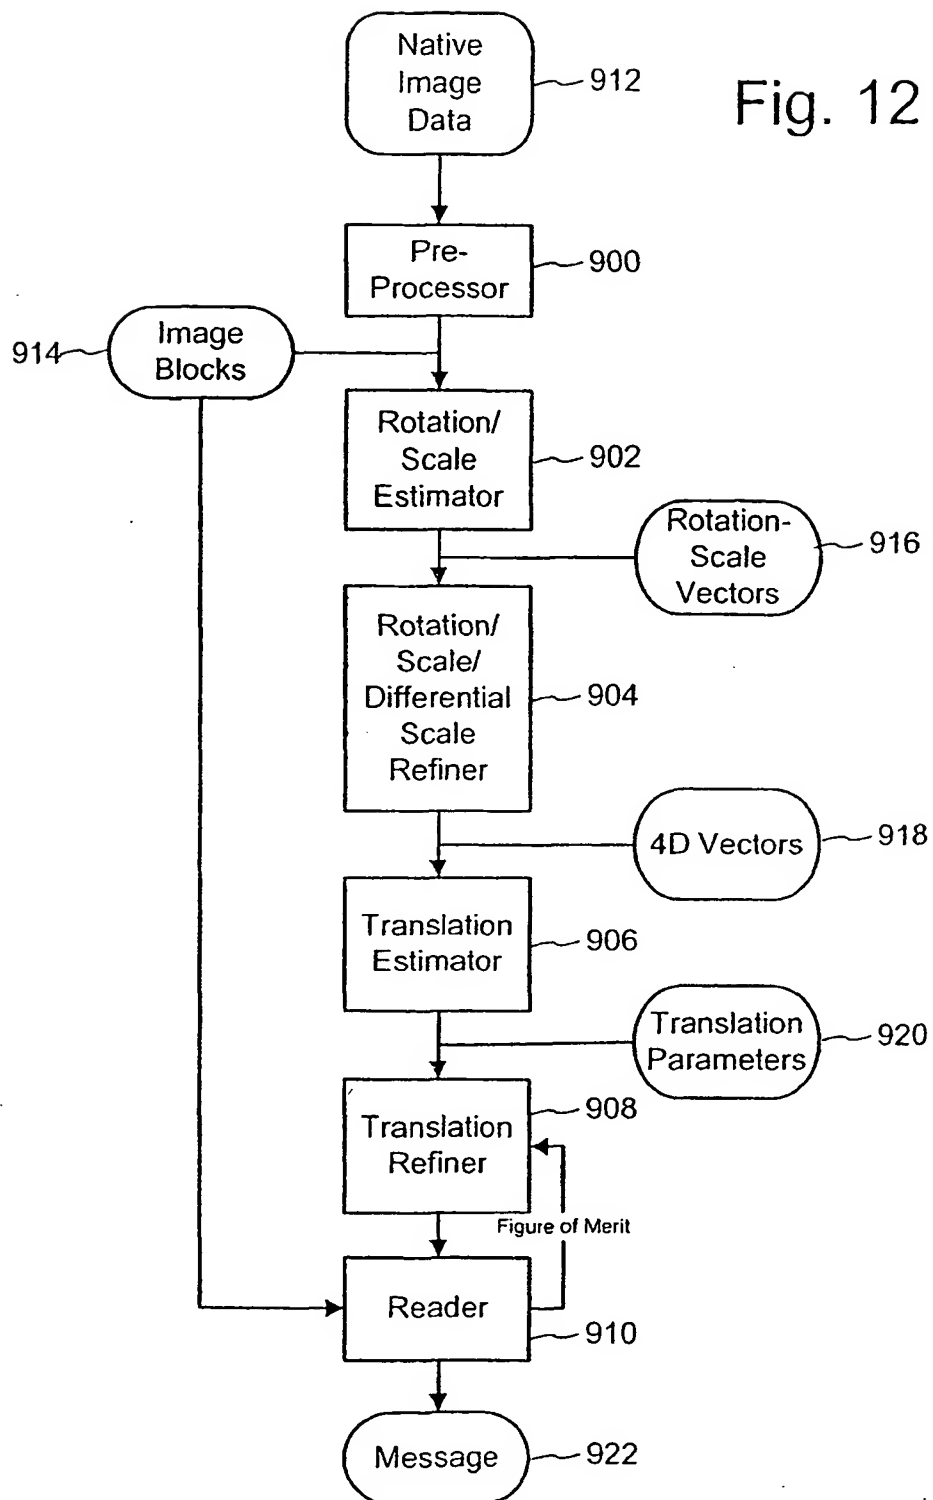 Native
Image
Data
912
Fig. 12
Pre-
Processor
900
Image
Blocks
914
Rotation/
Scale
Estimator
902
Rotation-
Scale
Vectors
916
Rotation/
Scale/
Differential
Scale
Refiner
904
4D Vectors
918
Translation
Estimator
906
Translation
Parameters
920
Translation
Refiner
908
Figure of Merit
Reader
910
Message
922